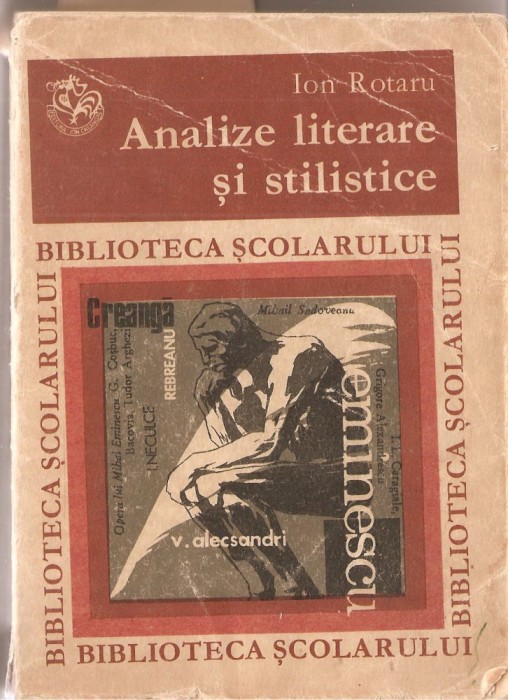 Ion Rotaru
Analize literare
și stilistice
BIBLIOTECA ȘCOLARULUI
BIBLIOTECA ȘCOLARULUI
BIBLIOTECA ȘCOLARULUI
Creangă
Mihail Sadoveanu
Opera lui Mihai Eminescu G. Coșbuc,
Bacovia, Tudor Arghezi
I. NECULCE
REBREANU
eminescu
Grigore Alexandrescu
I. L. Caragiale,
v. alecsandri
BIBLIOTECA ȘCOLARULUI